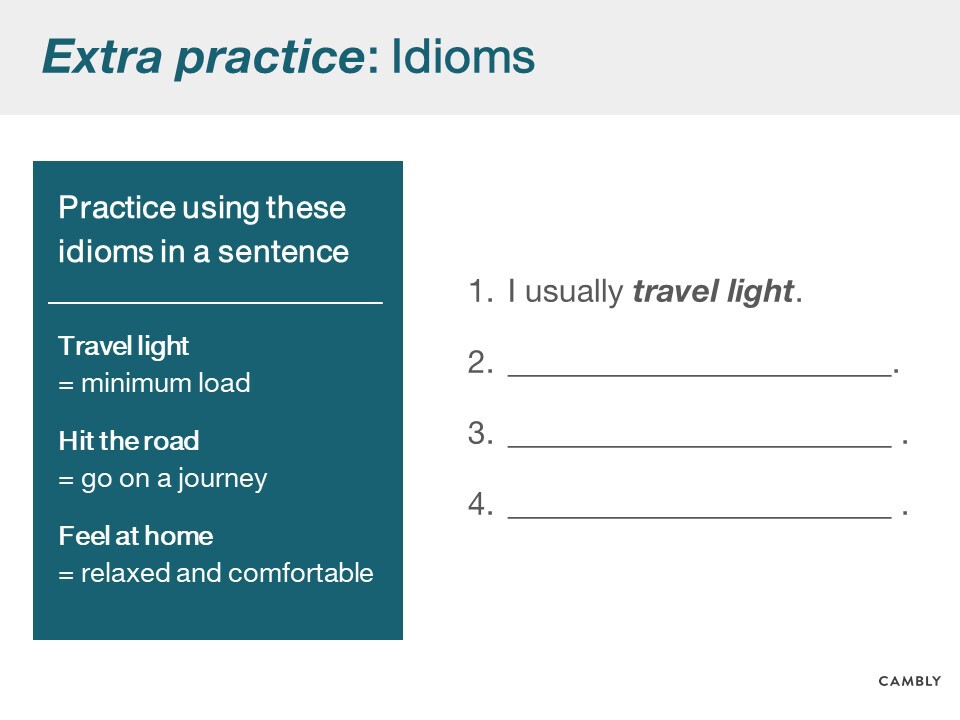 Extra practice: Idioms
Practice using these
idioms in a sentence
Travel light
= minimum load
Hit the road
= go on a journey
Feel at home
= relaxed and comfortable
1. I usually travel light.
2. ______________________.
3. ______________________ .
4. ______________________ .
CAMBLY